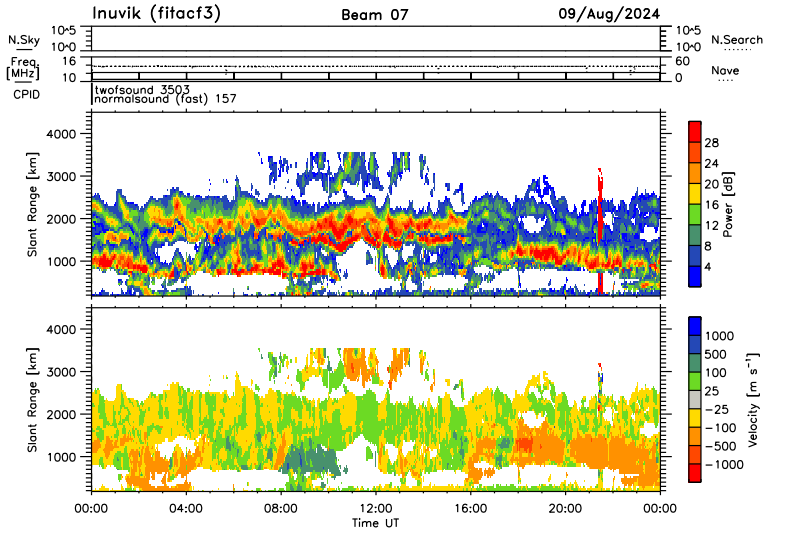 Inuvik (fitacf3) Beam 07 09/Aug/2024
N.Sky 10^5 10^5 N.Search
10^0 10^0
Freq. [MHz] 16 60 Nave
10 0
CPID twofsound 3503
normalsound (fast) 157
4000
3000
2000
1000
Slant Range [km]
28
24
20
16
12
8
4
Power [dB]
4000
3000
2000
1000
Slant Range [km]
1000
500
100
25
-25
-100
-500
-1000
Velocity [m s⁻¹]
00:00 04:00 08:00 12:00 16:00 20:00 00:00
Time UT